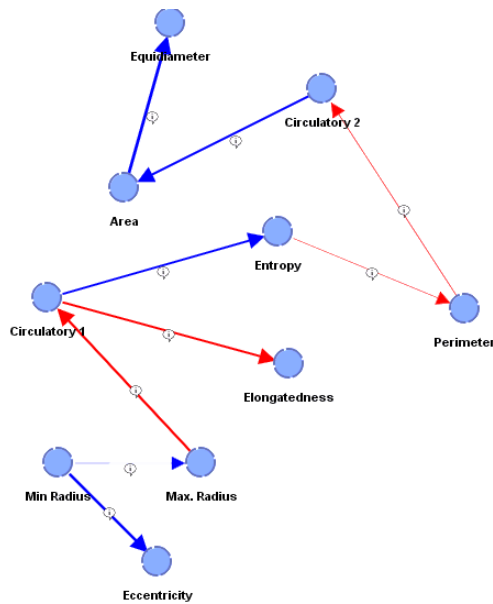 Equidiameter
Circulatory 2
Area
Entropy
Circulatory 1
Perimeter
Elongatedness
Min Radius
Max. Radius
Eccentricity